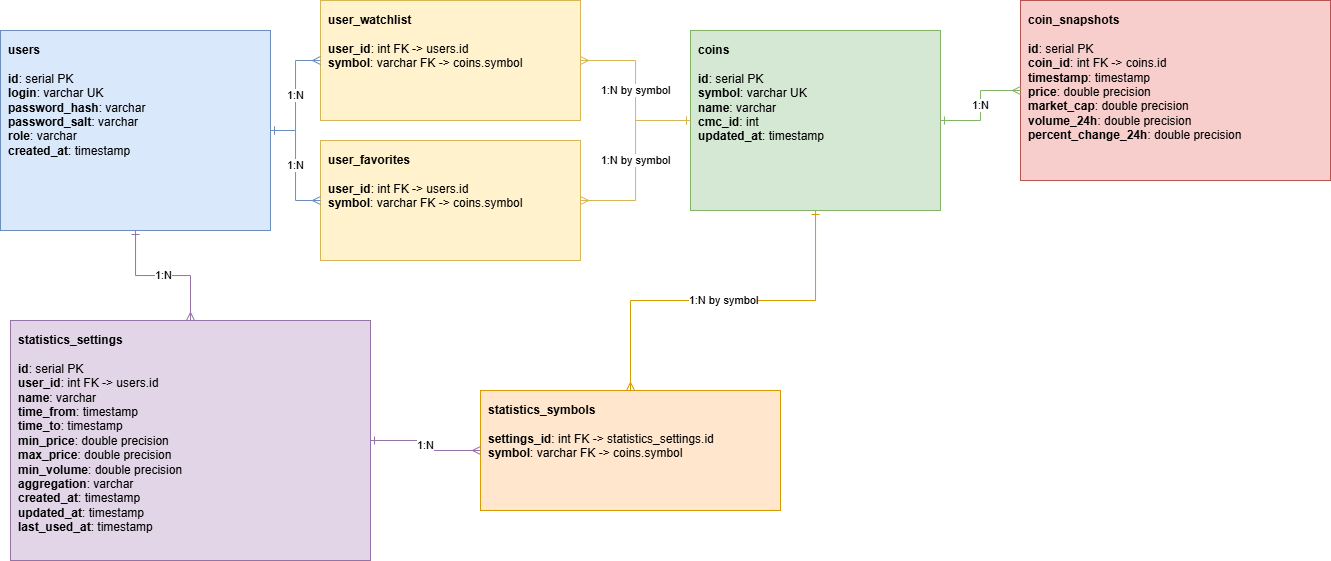 users
id: serial PK
login: varchar UK
password_hash: varchar
password_salt: varchar
role: varchar
created_at: timestamp
1:N
1:N
user_watchlist
user_id: int FK -> users.id
symbol: varchar FK -> coins.symbol
user_favorites
user_id: int FK -> users.id
symbol: varchar FK -> coins.symbol
1:N by symbol
1:N by symbol
coins
id: serial PK
symbol: varchar UK
name: varchar
cmc_id: int
updated_at: timestamp
1:N
coin_snapshots
id: serial PK
coin_id: int FK -> coins.id
timestamp: timestamp
price: double precision
market_cap: double precision
volume_24h: double precision
percent_change_24h: double precision
1:N
1:N by symbol
statistics_settings
id: serial PK
user_id: int FK -> users.id
name: varchar
time_from: timestamp
time_to: timestamp
min_price: double precision
max_price: double precision
min_volume: double precision
aggregation: varchar
created_at: timestamp
updated_at: timestamp
last_used_at: timestamp
1:N
statistics_symbols
settings_id: int FK -> statistics_settings.id
symbol: varchar FK -> coins.symbol